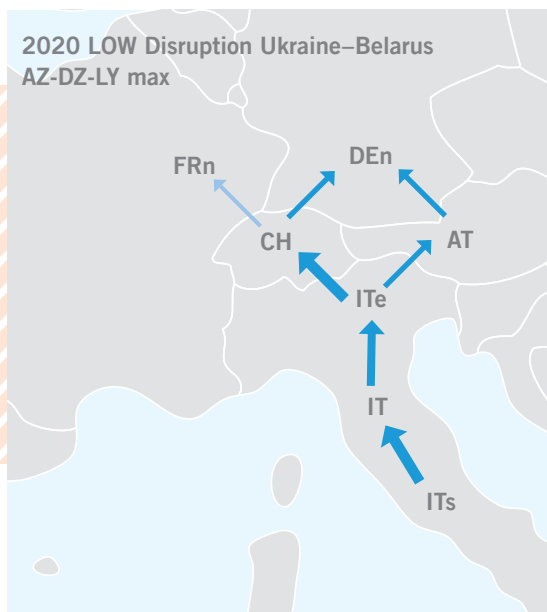 2020 LOW Disruption Ukraine–Belarus
AZ-DZ-LY max
FRn
DEn
CH
AT
ITe
IT
ITs